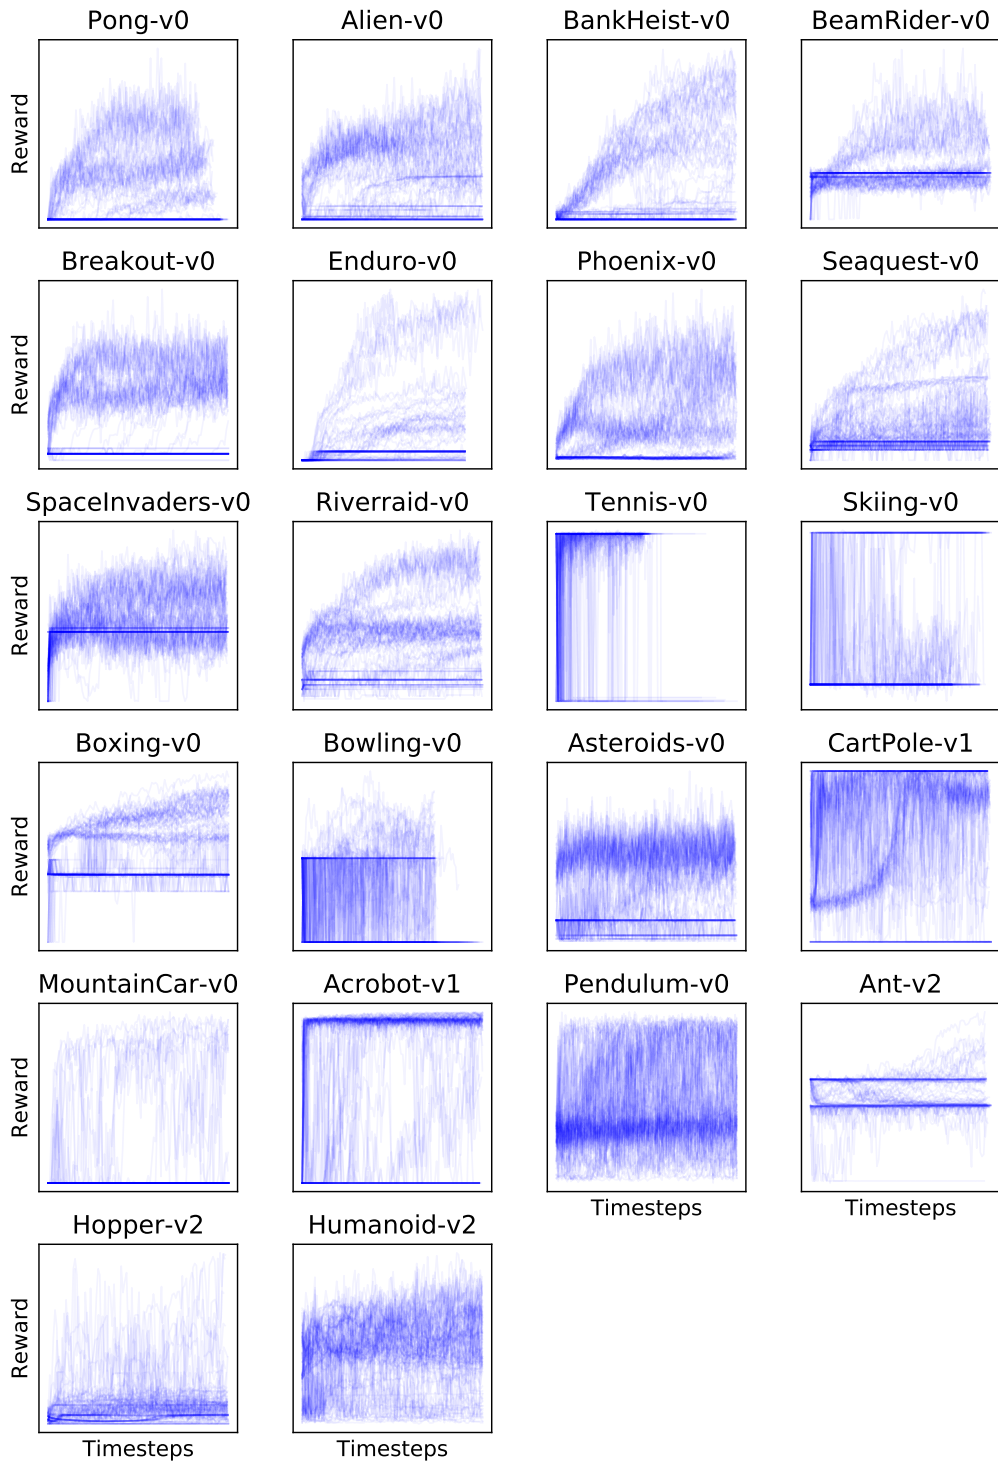 Pong-v0
Alien-v0
BankHeist-v0
BeamRider-v0
Reward
Breakout-v0
Enduro-v0
Phoenix-v0
Seaquest-v0
Reward
SpaceInvaders-v0
Riverraid-v0
Tennis-v0
Skiing-v0
Reward
Boxing-v0
Bowling-v0
Asteroids-v0
CartPole-v1
Reward
MountainCar-v0
Acrobot-v1
Pendulum-v0
Ant-v2
Reward
Timesteps
Timesteps
Hopper-v2
Humanoid-v2
Reward
Timesteps
Timesteps